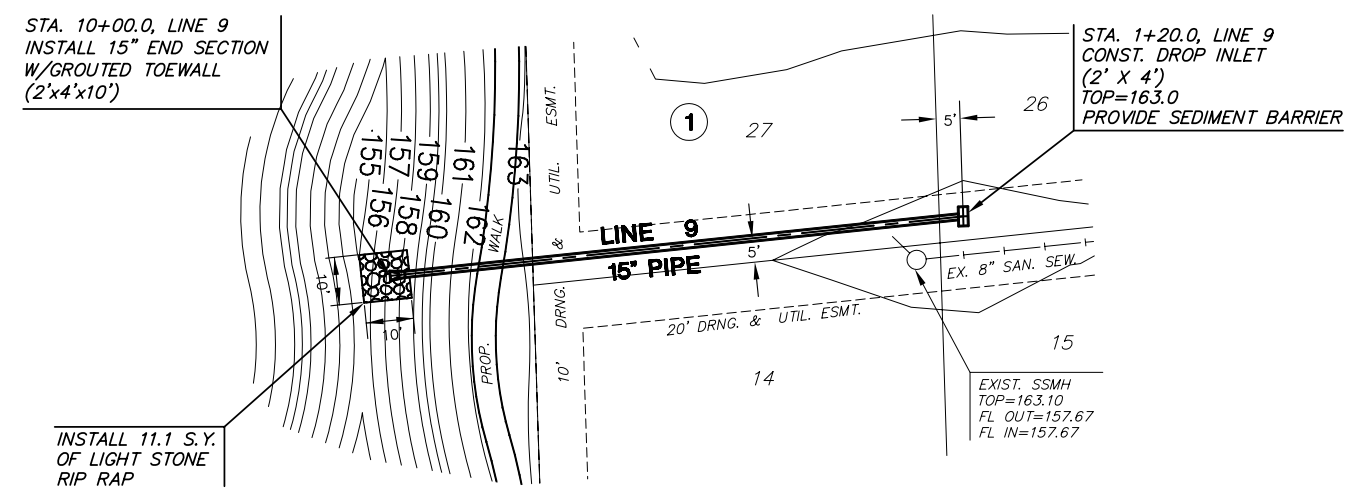 STA. 10+00.0, LINE 9
INSTALL 15" END SECTION
W/GROUTED TOEWALL
(2'x4'x10')
STA. 1+20.0, LINE 9
CONST. DROP INLET
(2' X 4')
TOP=163.0
PROVIDE SEDIMENT BARRIER
1
27
26
5'
155
156
157
158
159
160
161
162
163
PROP. WALK
10' DRNG. & UTIL. ESMT.
LINE 9
15" PIPE
5'
EX. 8" SAN. SEW.
20' DRNG. & UTIL. ESMT.
10'
10'
14
15
EXIST. SSMH
TOP=163.10
FL OUT=157.67
FL IN=157.67
INSTALL 11.1 S.Y.
OF LIGHT STONE
RIP RAP